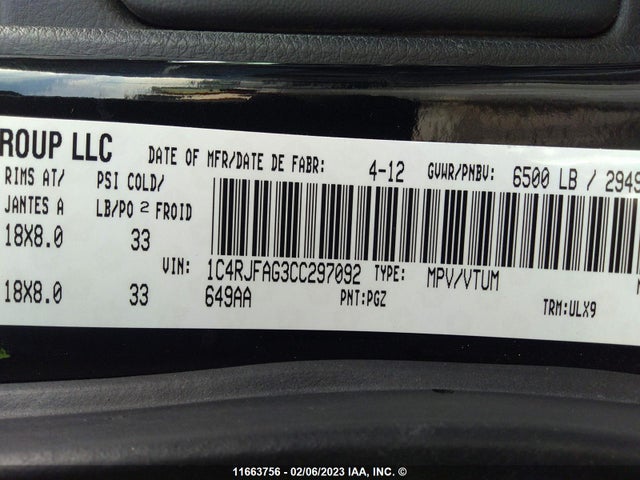 ROUP LLC DATE OF MFR/DATE DE FABR: 4-12 GVWR/PNBV: 6500 LB / 2949
RIMS AT/ PSI COLD/
JANTES A LB/PO 2 FROID
18X8.0 33
VIN: 1C4RJFAG3CC297092 TYPE: MPV/VTUM
18X8.0 33 649AA PNT:PGZ TRM:ULX9
11663756 - 02/06/2023 IAA, INC. ©